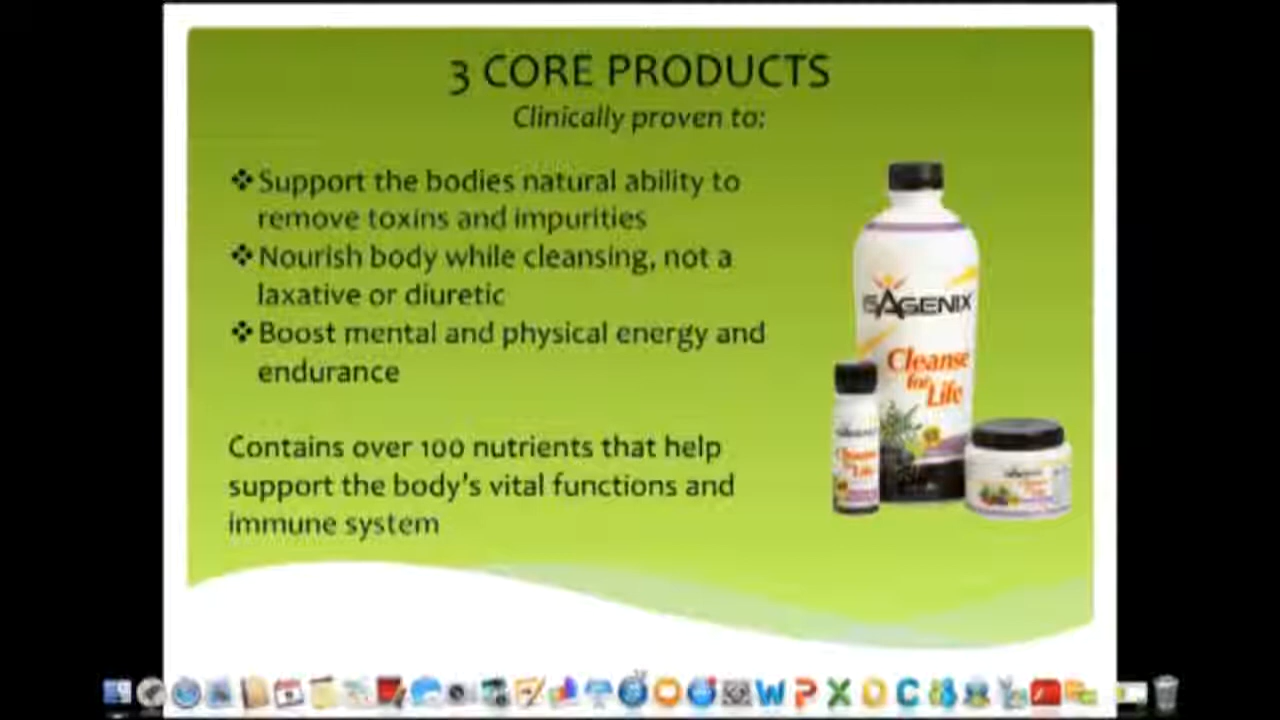 3 CORE PRODUCTS
Clinically proven to:
❖Support the bodies natural ability to
remove toxins and impurities
❖Nourish body while cleansing, not a
laxative or diuretic
❖Boost mental and physical energy and
endurance
Contains over 100 nutrients that help
support the body's vital functions and
immune system
ISAGENIX
Cleanse
for
Life